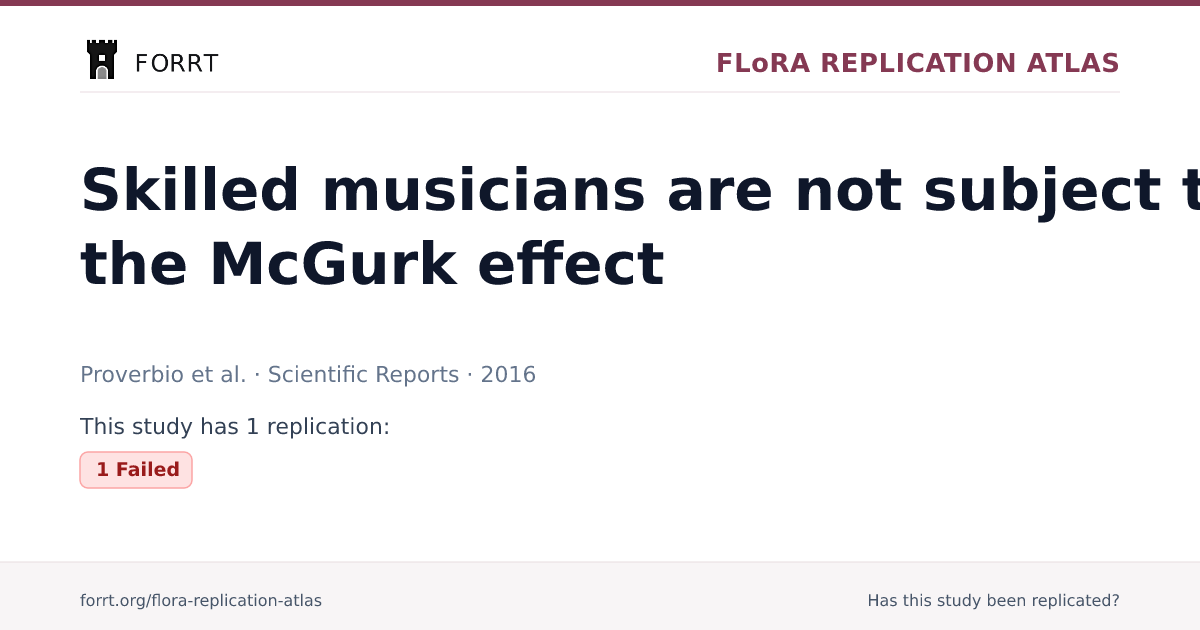 FORRT
FLoRA REPLICATION ATLAS
Skilled musicians are not subject t
the McGurk effect
Proverbio et al. · Scientific Reports · 2016
This study has 1 replication:
1 Failed
forrt.org/flora-replication-atlas
Has this study been replicated?